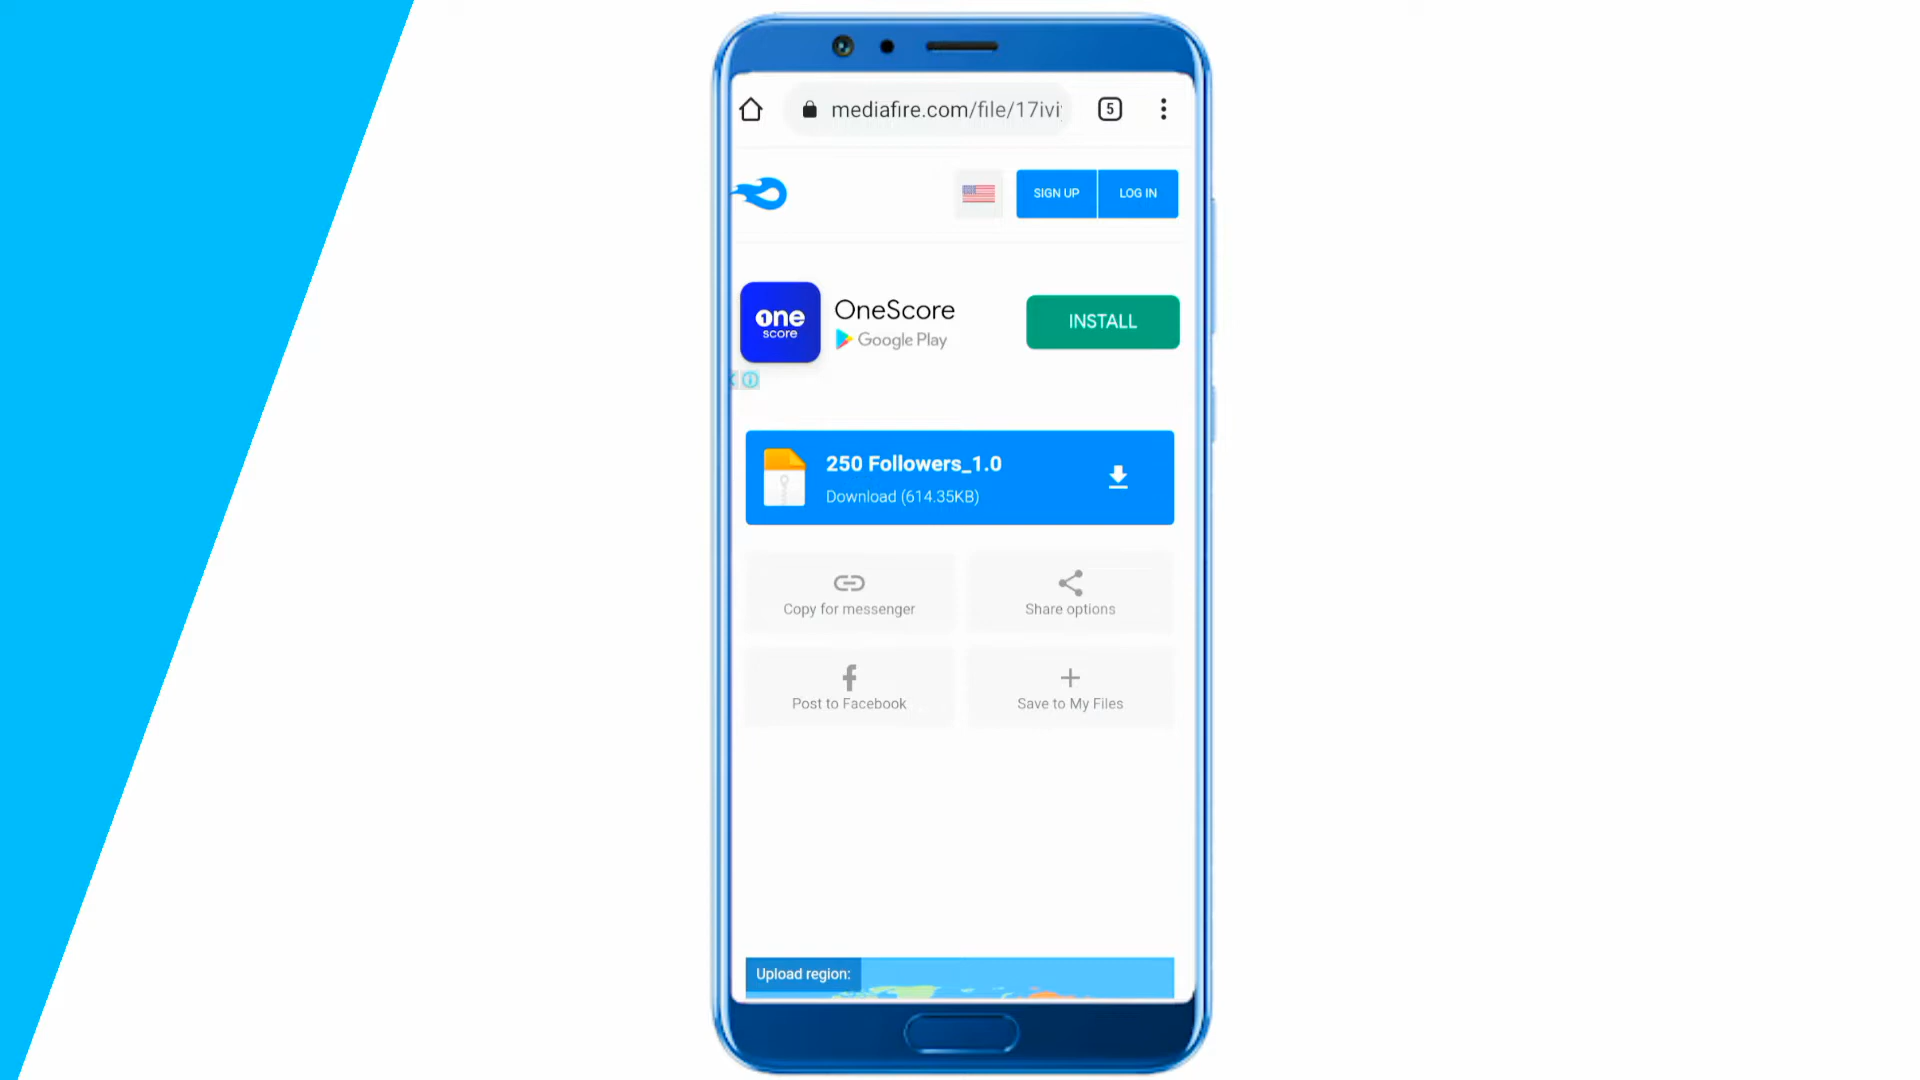 mediafire.com/file/17ivi
5
SIGN UP
LOG IN
one
score
OneScore
Google Play
INSTALL
250 Followers_1.0
Download (614.35KB)
Copy for messenger
Share options
Post to Facebook
Save to My Files
Upload region: